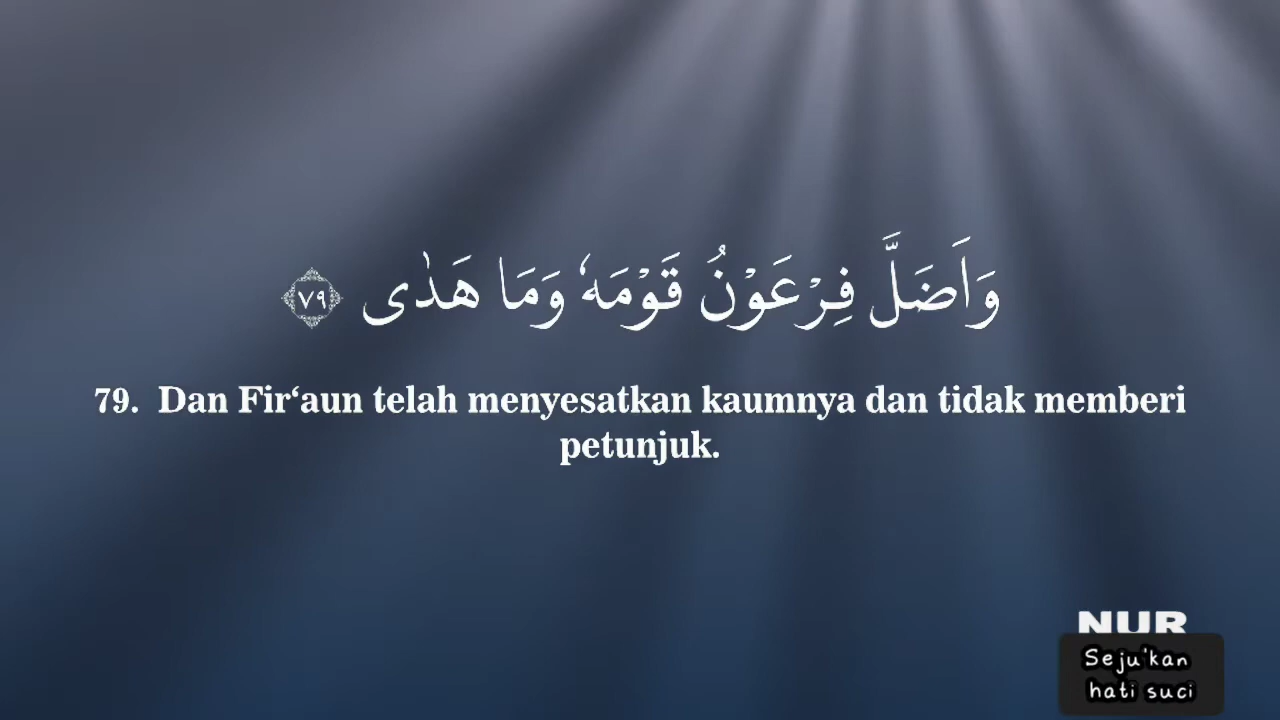 وَاَضَلَّ فِرْعَوْنُ قَوْمَهٗ وَمَا هَدٰى ٧٩
79. Dan Fir‘aun telah menyesatkan kaumnya dan tidak memberi
petunjuk.
NUR
Seju'kan
hati suci